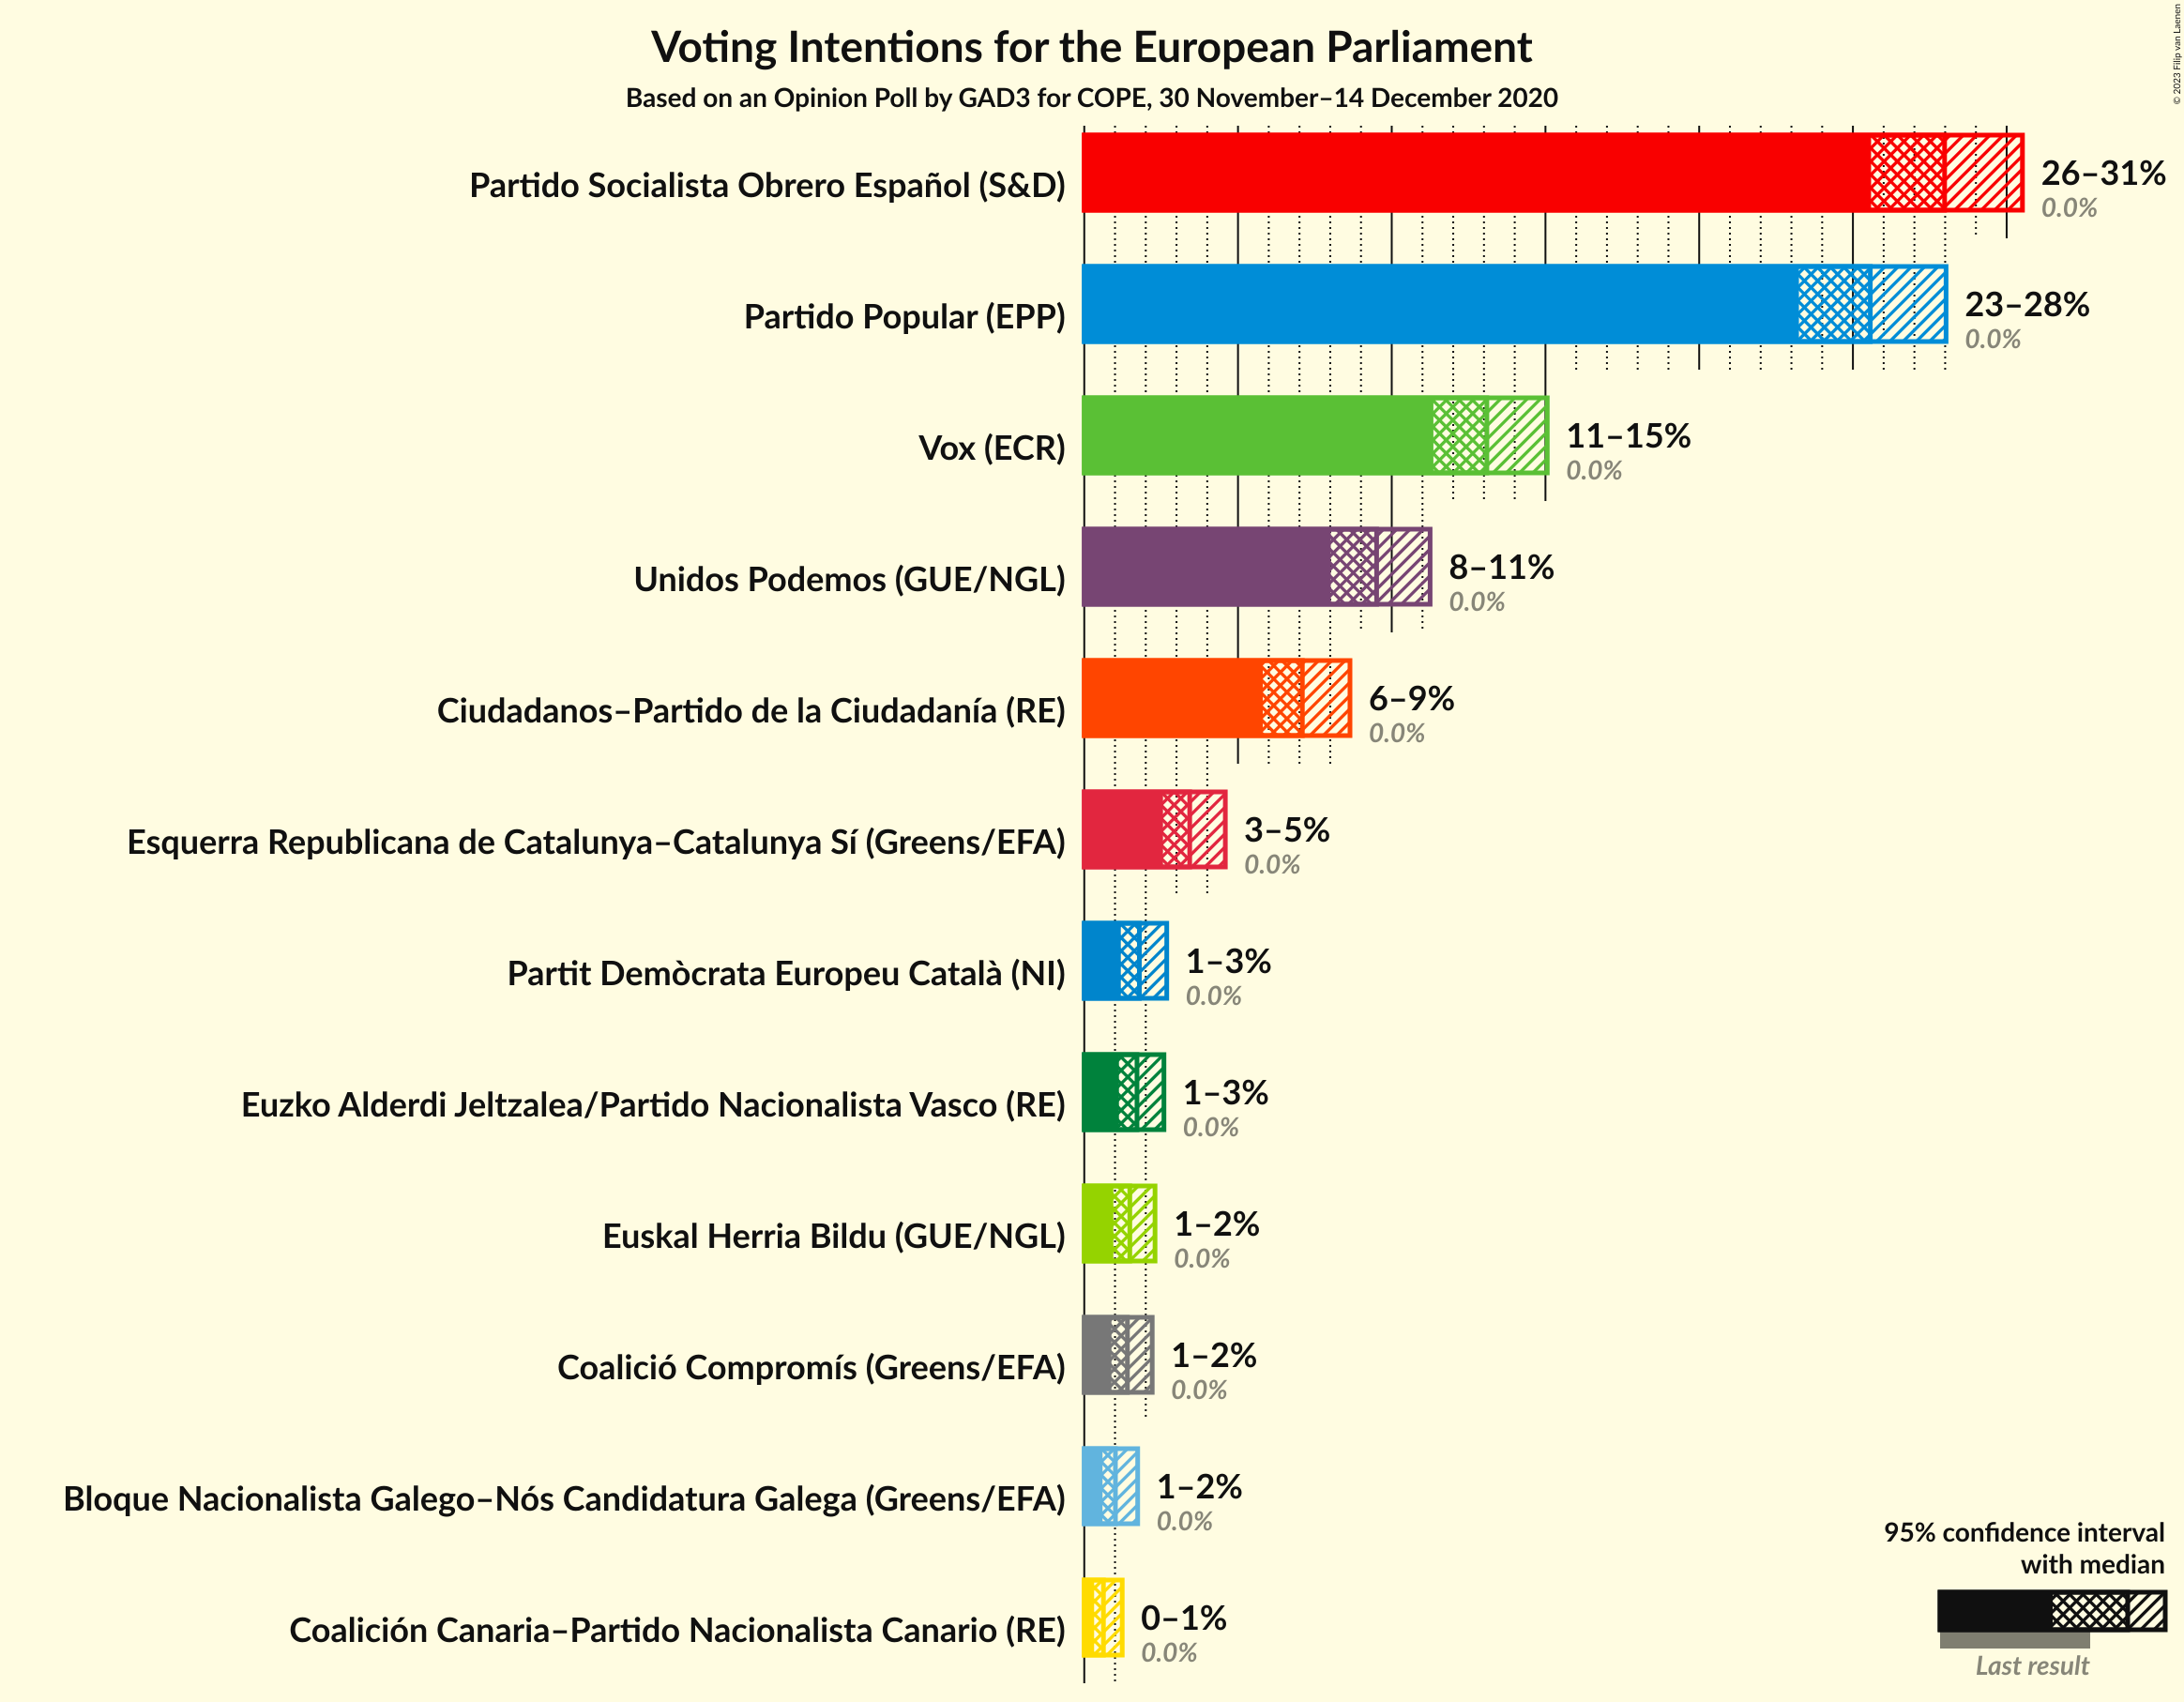 Voting Intentions for the European Parliament
Based on an Opinion Poll by GAD3 for COPE, 30 November–14 December 2020
© 2023 Filip van Laenen
Partido Socialista Obrero Español (S&D)
26–31%
0.0%
Partido Popular (EPP)
23–28%
0.0%
Vox (ECR)
11–15%
0.0%
Unidos Podemos (GUE/NGL)
8–11%
0.0%
Ciudadanos–Partido de la Ciudadanía (RE)
6–9%
0.0%
Esquerra Republicana de Catalunya–Catalunya Sí (Greens/EFA)
3–5%
0.0%
Partit Demòcrata Europeu Català (NI)
1–3%
0.0%
Euzko Alderdi Jeltzalea/Partido Nacionalista Vasco (RE)
1–3%
0.0%
Euskal Herria Bildu (GUE/NGL)
1–2%
0.0%
Coalició Compromís (Greens/EFA)
1–2%
0.0%
Bloque Nacionalista Galego–Nós Candidatura Galega (Greens/EFA)
1–2%
0.0%
Coalición Canaria–Partido Nacionalista Canario (RE)
0–1%
0.0%
95% confidence interval
with median
Last result